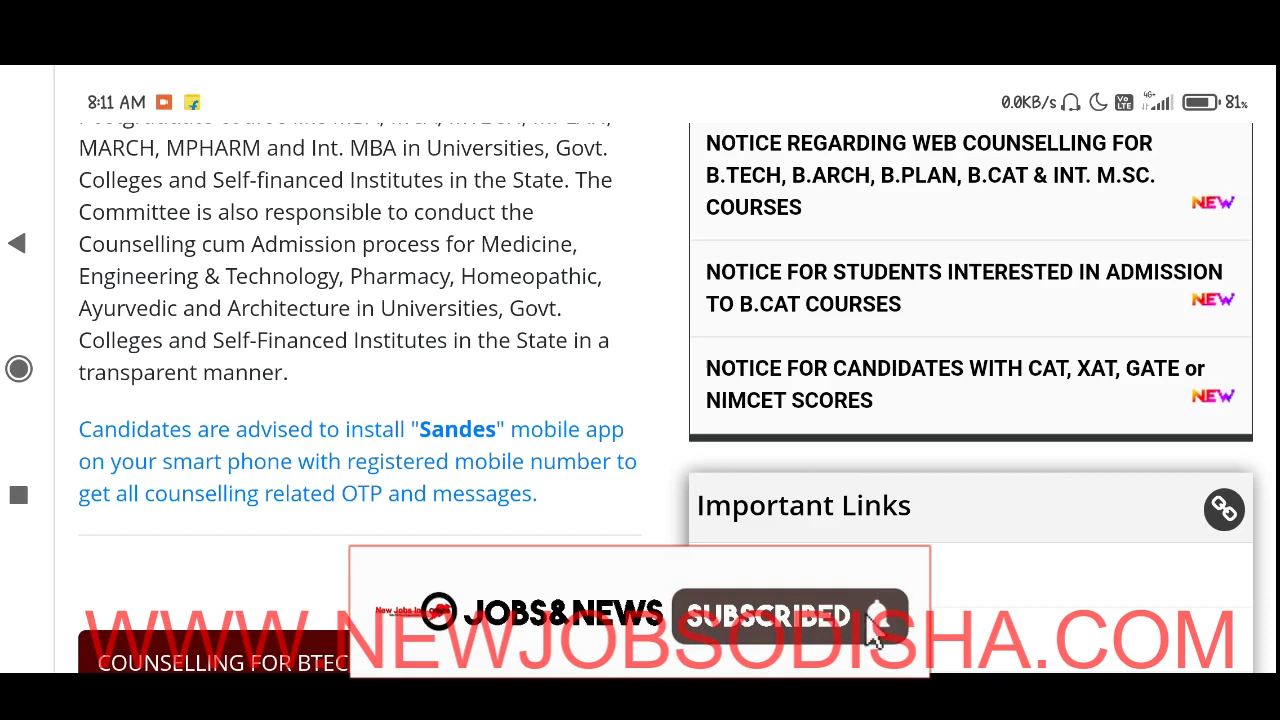 8:11 AM
0.0KB/s
Vo LTE
4G+
81%
MARCH, MPHARM and Int. MBA in Universities, Govt.
Colleges and Self-financed Institutes in the State. The
Committee is also responsible to conduct the
Counselling cum Admission process for Medicine,
Engineering & Technology, Pharmacy, Homeopathic,
Ayurvedic and Architecture in Universities, Govt.
Colleges and Self-Financed Institutes in the State in a
transparent manner.
Candidates are advised to install "Sandes" mobile app
on your smart phone with registered mobile number to
get all counselling related OTP and messages.
COUNSELLING FOR BTEC
NOTICE REGARDING WEB COUNSELLING FOR
B.TECH, B.ARCH, B.PLAN, B.CAT & INT. M.SC.
COURSES
NEW
NOTICE FOR STUDENTS INTERESTED IN ADMISSION
TO B.CAT COURSES
NEW
NOTICE FOR CANDIDATES WITH CAT, XAT, GATE or
NIMCET SCORES
NEW
Important Links
New Jobs
JOBS&NEWS
SUBSCRIBED
WWW.NEWJOBSODISHA.COM